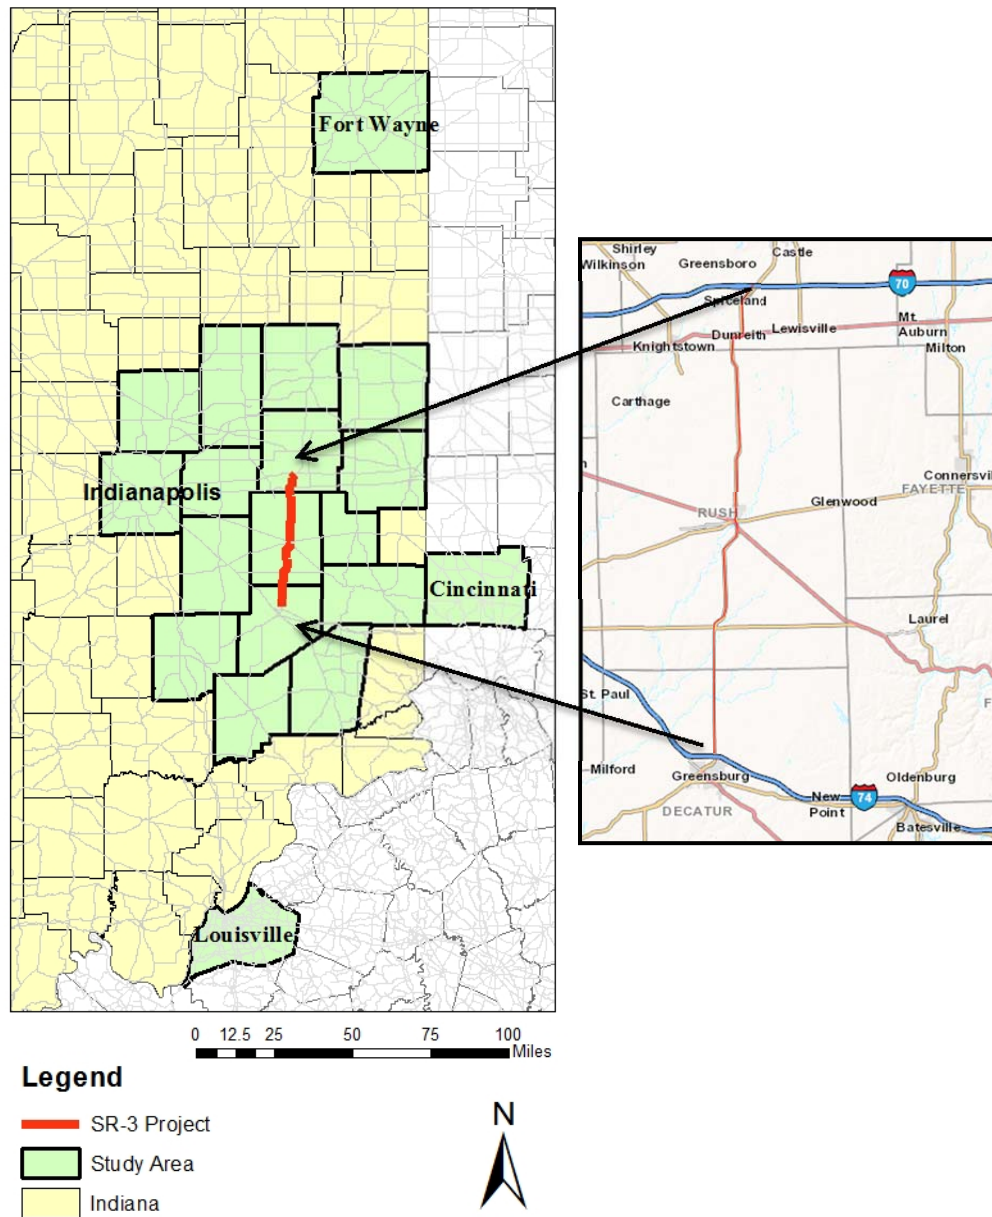 Fort Wayne
Indianapolis
Cincinnati
Louisville
0 12.5 25 50 75 100
Miles
Legend
SR-3 Project
Study Area
Indiana
N
Shirley
Wilkinson
Greensboro
Castle
70
Spiceland
Mt.
Auburn
Dunreith
Lewisville
Knightstown
Milton
Carthage
Connersvil
FAYETTE
Glenwood
RUSH
Laurel
St. Paul
F
Milford
Greensburg
Oldenburg
New
Point
74
DECATUR
Batesville